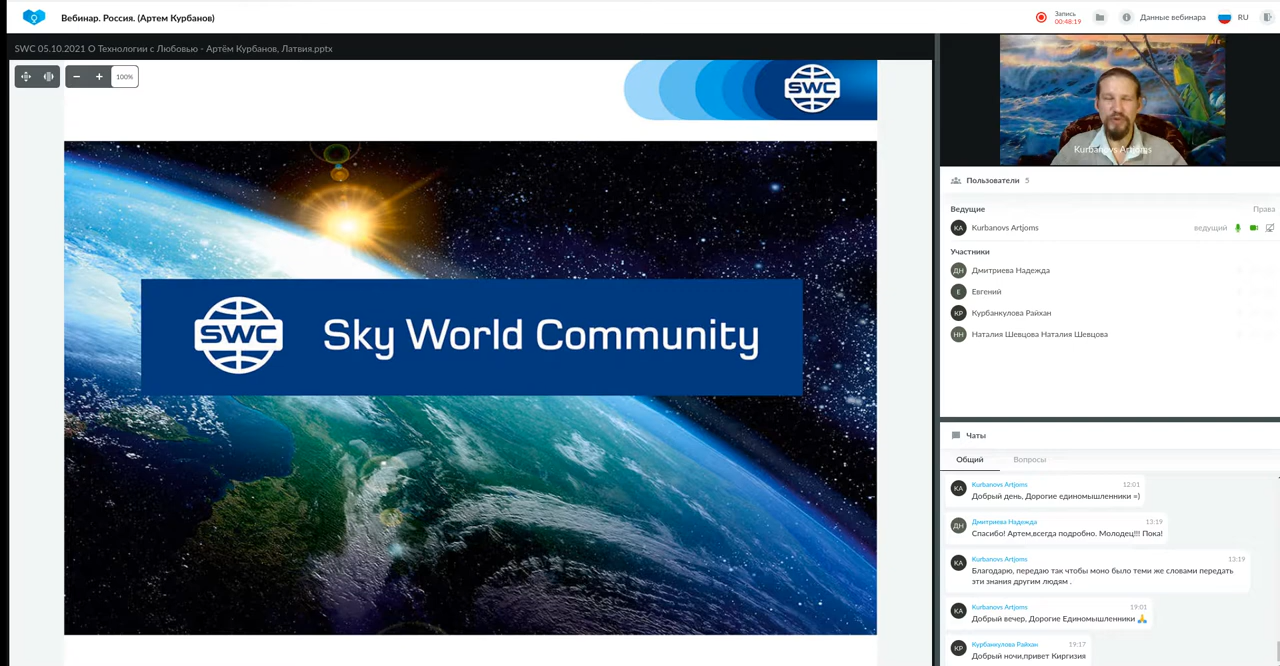 Вебинар. Россия. (Артем Курбанов)
Запись
00:48:19
Данные вебинара
RU
SWC 05.10.2021 О Технологии с Любовью - Артём Курбанов, Латвия.pptx
100%
SWC
SWC Sky World Community
Kurbanovs Artjoms
Пользователи 5
Ведущие Права
КА Kurbanovs Artjoms ведущий
Участники
ДН Дмитриева Надежда
Е Евгений
КР Курбанкулова Райхан
НН Наталия Шевцова Наталия Шевцова
Чаты
Общий Вопросы
КА Kurbanovs Artjoms 12:01
Добрый день, Дорогие единомышленники =)
ДН Дмитриева Надежда 13:19
Спасибо! Артем,всегда подробно. Молодец!!! Пока!
КА Kurbanovs Artjoms 13:19
Благодарю, передаю так чтобы моно было теми же словами передать
эти знания другим людям .
КА Kurbanovs Artjoms 19:01
Добрый вечер, Дорогие Единомышленники 🙏
КР Курбанкулова Райхан 19:17
Добрый ночи,привет Киргизия